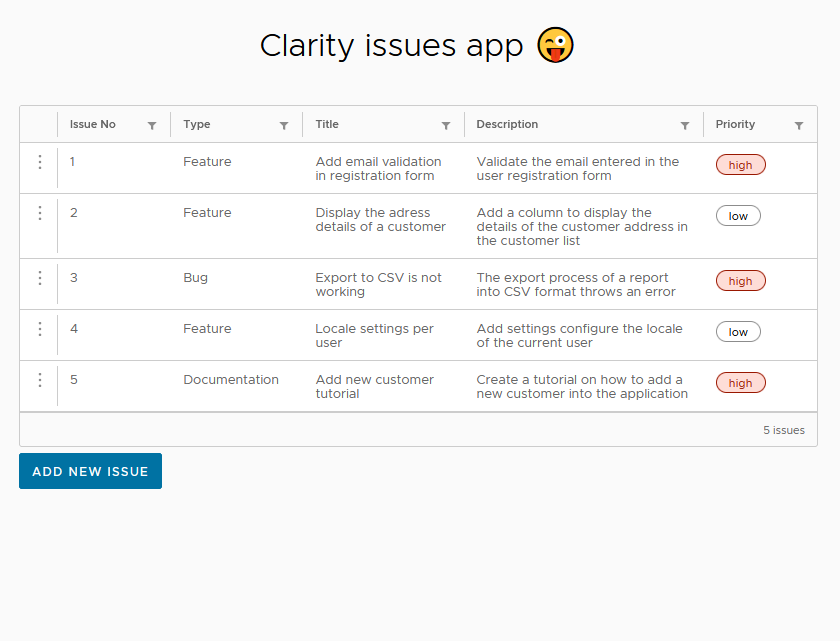 Clarity issues app 😜
Issue No Type Title Description Priority
1 Feature Add email validation Validate the email entered in the high
in registration form user registration form
2 Feature Display the adress Add a column to display the low
details of a customer details of the customer address in
the customer list
3 Bug Export to CSV is not The export process of a report high
working into CSV format throws an error
4 Feature Locale settings per Add settings configure the locale low
user of the current user
5 Documentation Add new customer Create a tutorial on how to add a high
tutorial new customer into the application
5 issues
ADD NEW ISSUE